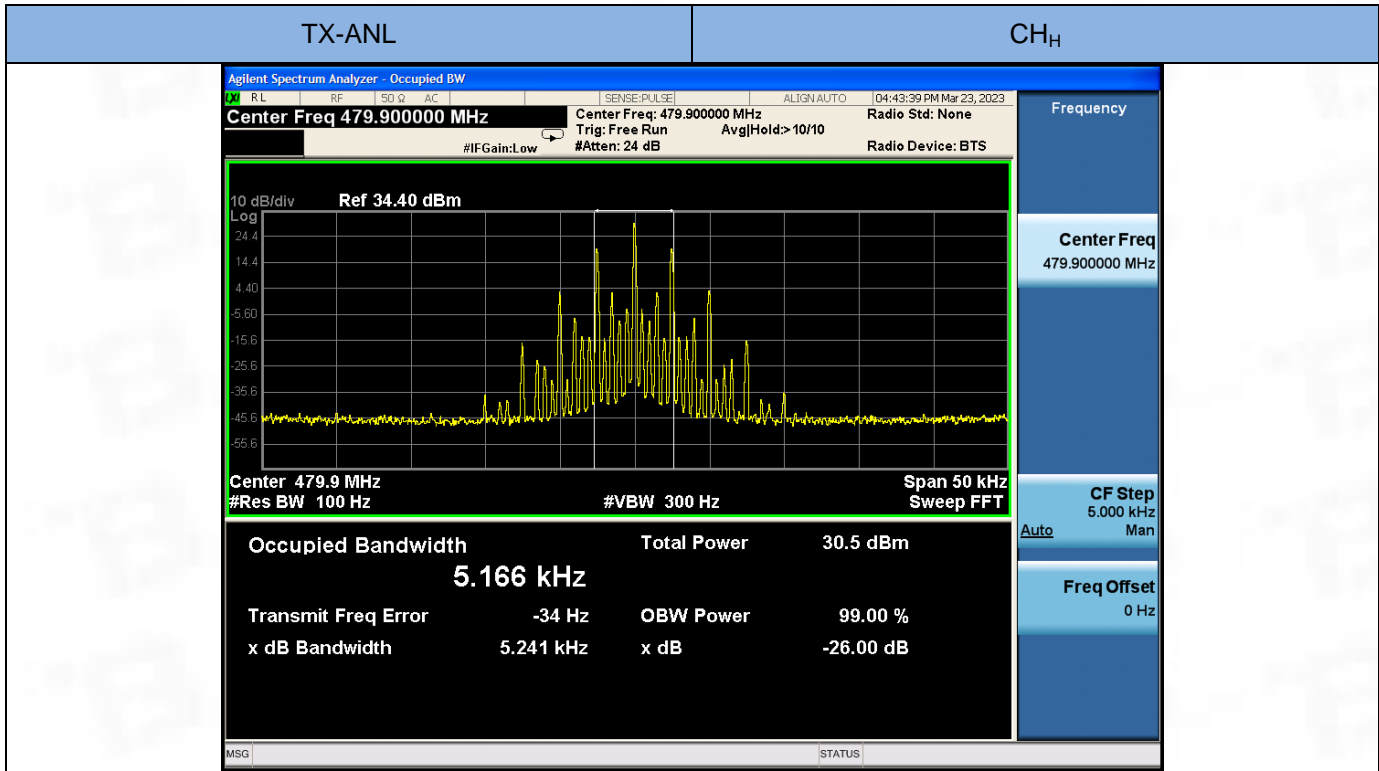 TX-ANL CH_H
Agilent Spectrum Analyzer - Occupied BW
LXI RL RF 50 Ω AC SENSE:PULSE ALIGN AUTO 04:43:39 PM Mar 23, 2023
Center Freq 479.900000 MHz Center Freq: 479.900000 MHz Radio Std: None
Trig: Free Run Avg|Hold:> 10/10
#IFGain:Low #Atten: 24 dB Radio Device: BTS
Frequency
10 dB/div Ref 34.40 dBm
Log
24.4
14.4
4.40
-5.60
-15.6
-25.6
-35.6
-45.6
-55.6
Center 479.9 MHz Span 50 kHz
#Res BW 100 Hz #VBW 300 Hz Sweep FFT
Occupied Bandwidth Total Power 30.5 dBm
5.166 kHz
Transmit Freq Error -34 Hz OBW Power 99.00 %
x dB Bandwidth 5.241 kHz x dB -26.00 dB
Center Freq
479.900000 MHz
CF Step
5.000 kHz
Auto Man
Freq Offset
0 Hz
MSG STATUS